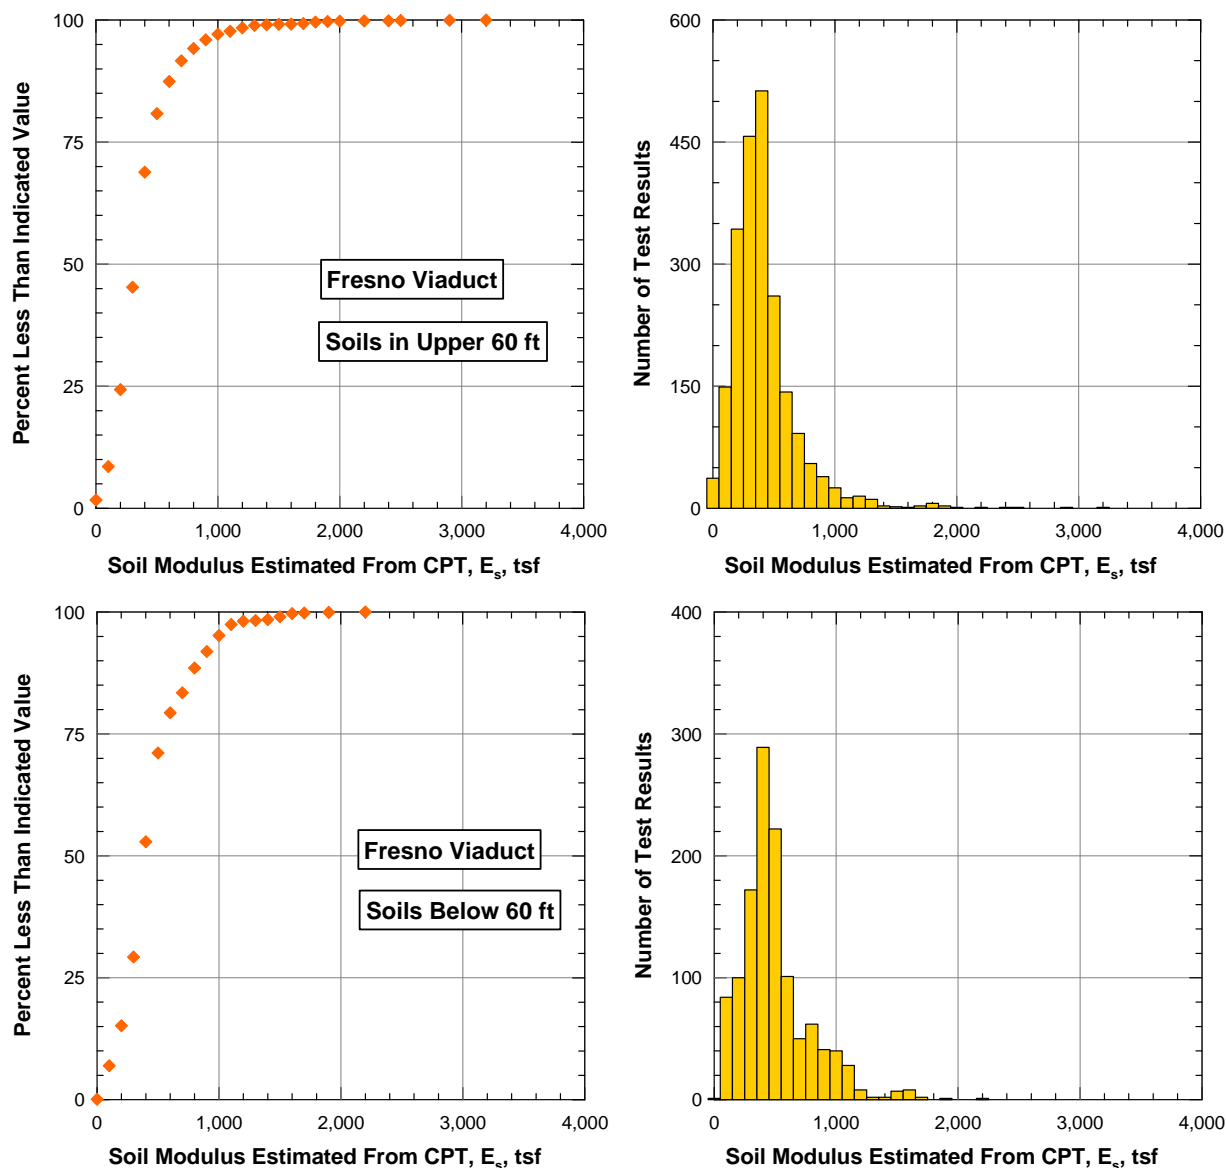 100
75
50
25
0
Percent Less Than Indicated Value
Fresno Viaduct
Soils in Upper 60 ft
0 1,000 2,000 3,000 4,000
Soil Modulus Estimated From CPT, Es, tsf
600
450
300
150
0
Number of Test Results
0 1,000 2,000 3,000 4,000
Soil Modulus Estimated From CPT, Es, tsf
100
75
50
25
0
Percent Less Than Indicated Value
Fresno Viaduct
Soils Below 60 ft
0 1,000 2,000 3,000 4,000
Soil Modulus Estimated From CPT, Es, tsf
400
300
200
100
0
Number of Test Results
0 1,000 2,000 3,000 4,000
Soil Modulus Estimated From CPT, Es, tsf